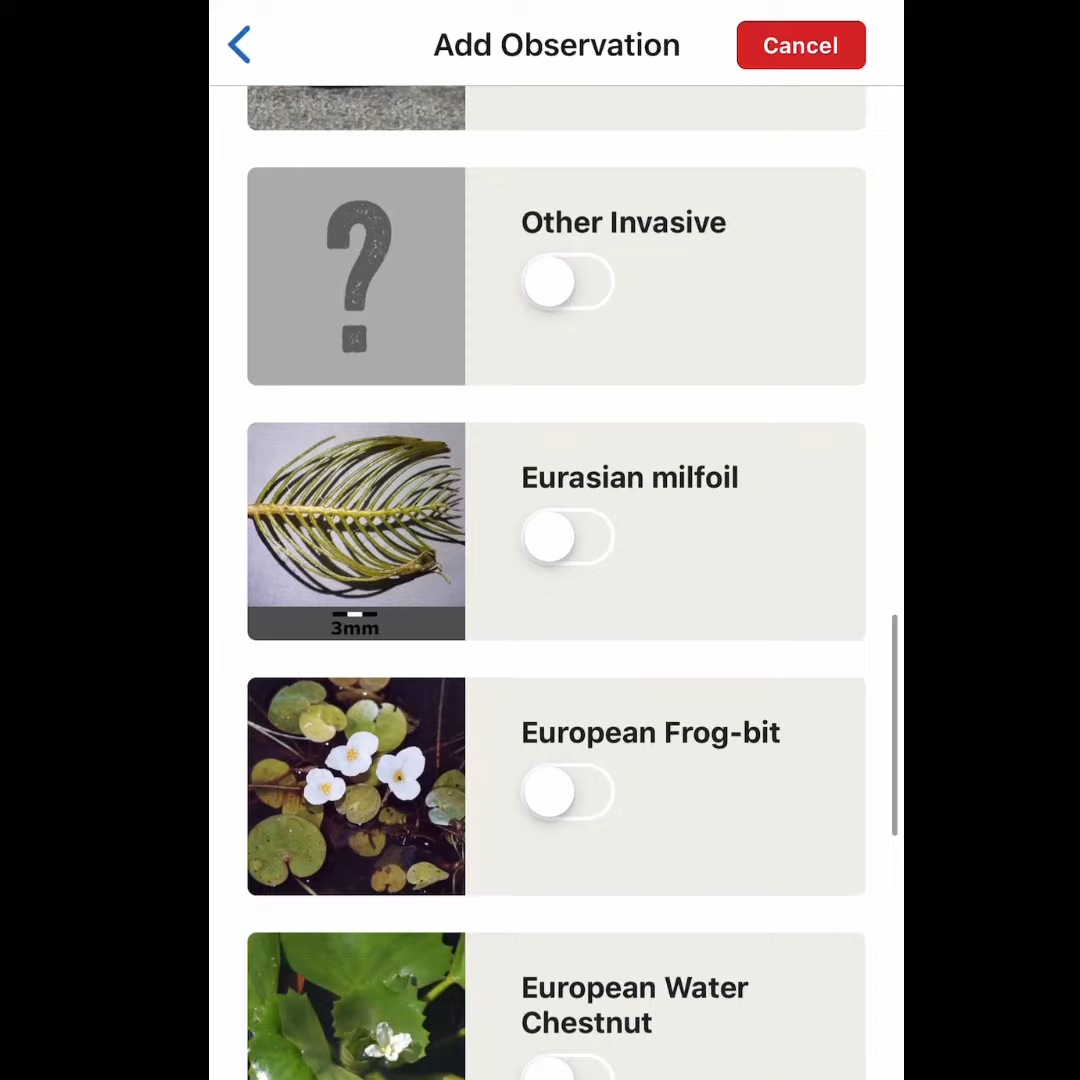 Add Observation
Cancel
Other Invasive
Eurasian milfoil
3mm
European Frog-bit
European Water
Chestnut